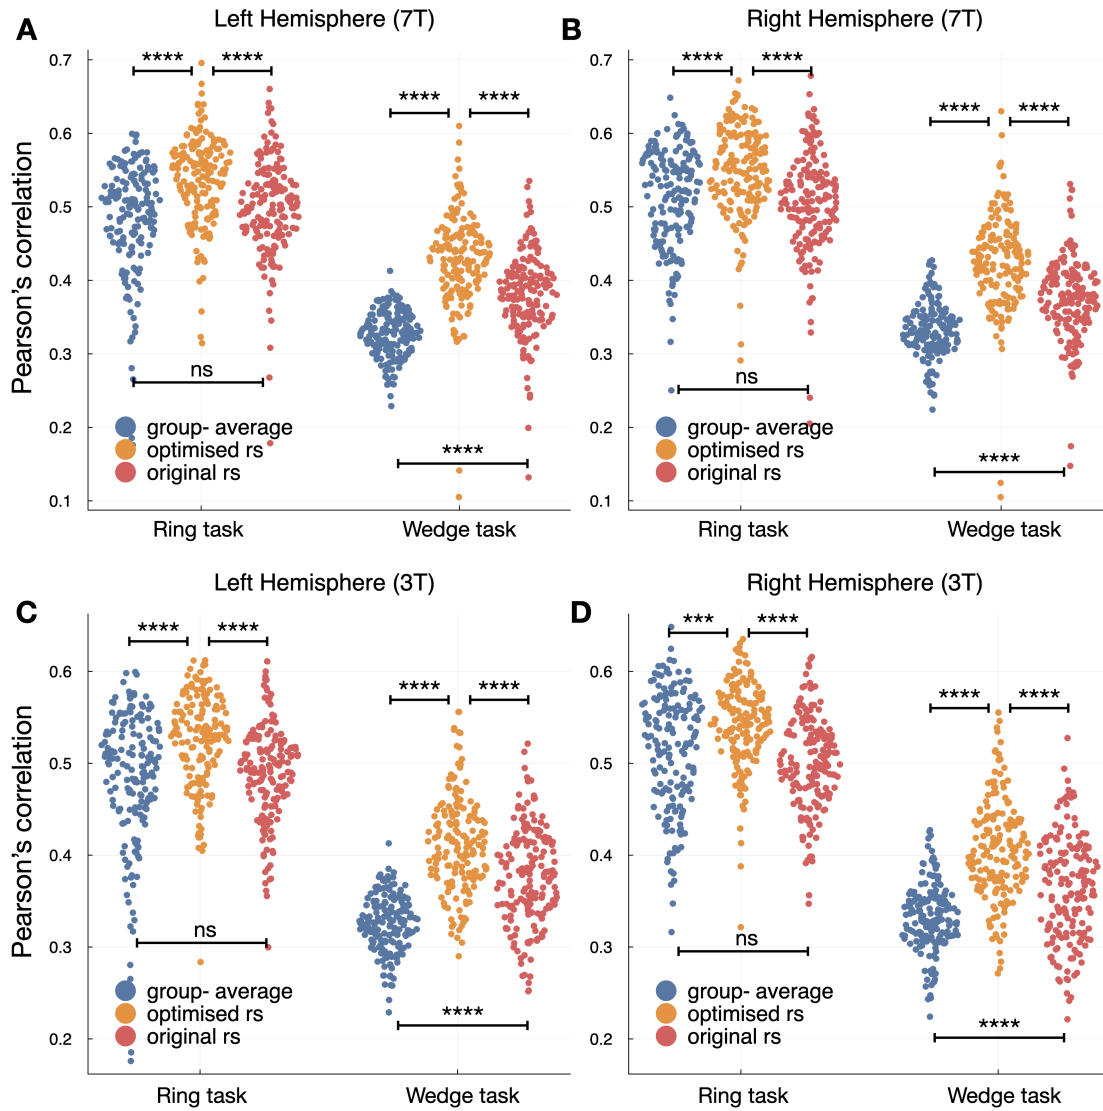 A
Left Hemisphere (7T)
Pearson's correlation
0.7
0.6
0.5
0.4
0.3
0.2
0.1
**** ****
**** ****
ns
****
group- average
optimised rs
original rs
Ring task
Wedge task
B
Right Hemisphere (7T)
0.7
0.6
0.5
0.4
0.3
0.2
0.1
**** ****
**** ****
ns
****
group- average
optimised rs
original rs
Ring task
Wedge task
C
Left Hemisphere (3T)
Pearson's correlation
0.6
0.5
0.4
0.3
0.2
**** ****
**** ****
ns
****
group- average
optimised rs
original rs
Ring task
Wedge task
D
Right Hemisphere (3T)
0.6
0.5
0.4
0.3
0.2
*** ****
**** ****
ns
****
group- average
optimised rs
original rs
Ring task
Wedge task